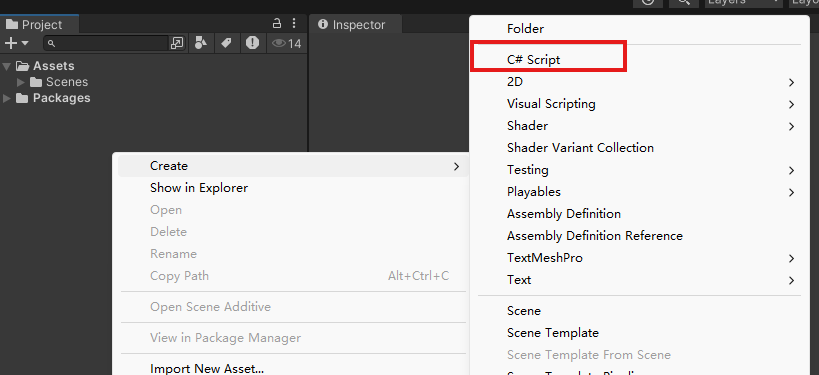 Layers
Layo
Project
Inspector
14
Assets
Scenes
Packages
Create
Show in Explorer
Open
Delete
Rename
Copy Path Alt+Ctrl+C
Open Scene Additive
View in Package Manager
Import New Asset...
Folder
C# Script
2D
Visual Scripting
Shader
Shader Variant Collection
Testing
Playables
Assembly Definition
Assembly Definition Reference
TextMeshPro
Text
Scene
Scene Template
Scene Template From Scene